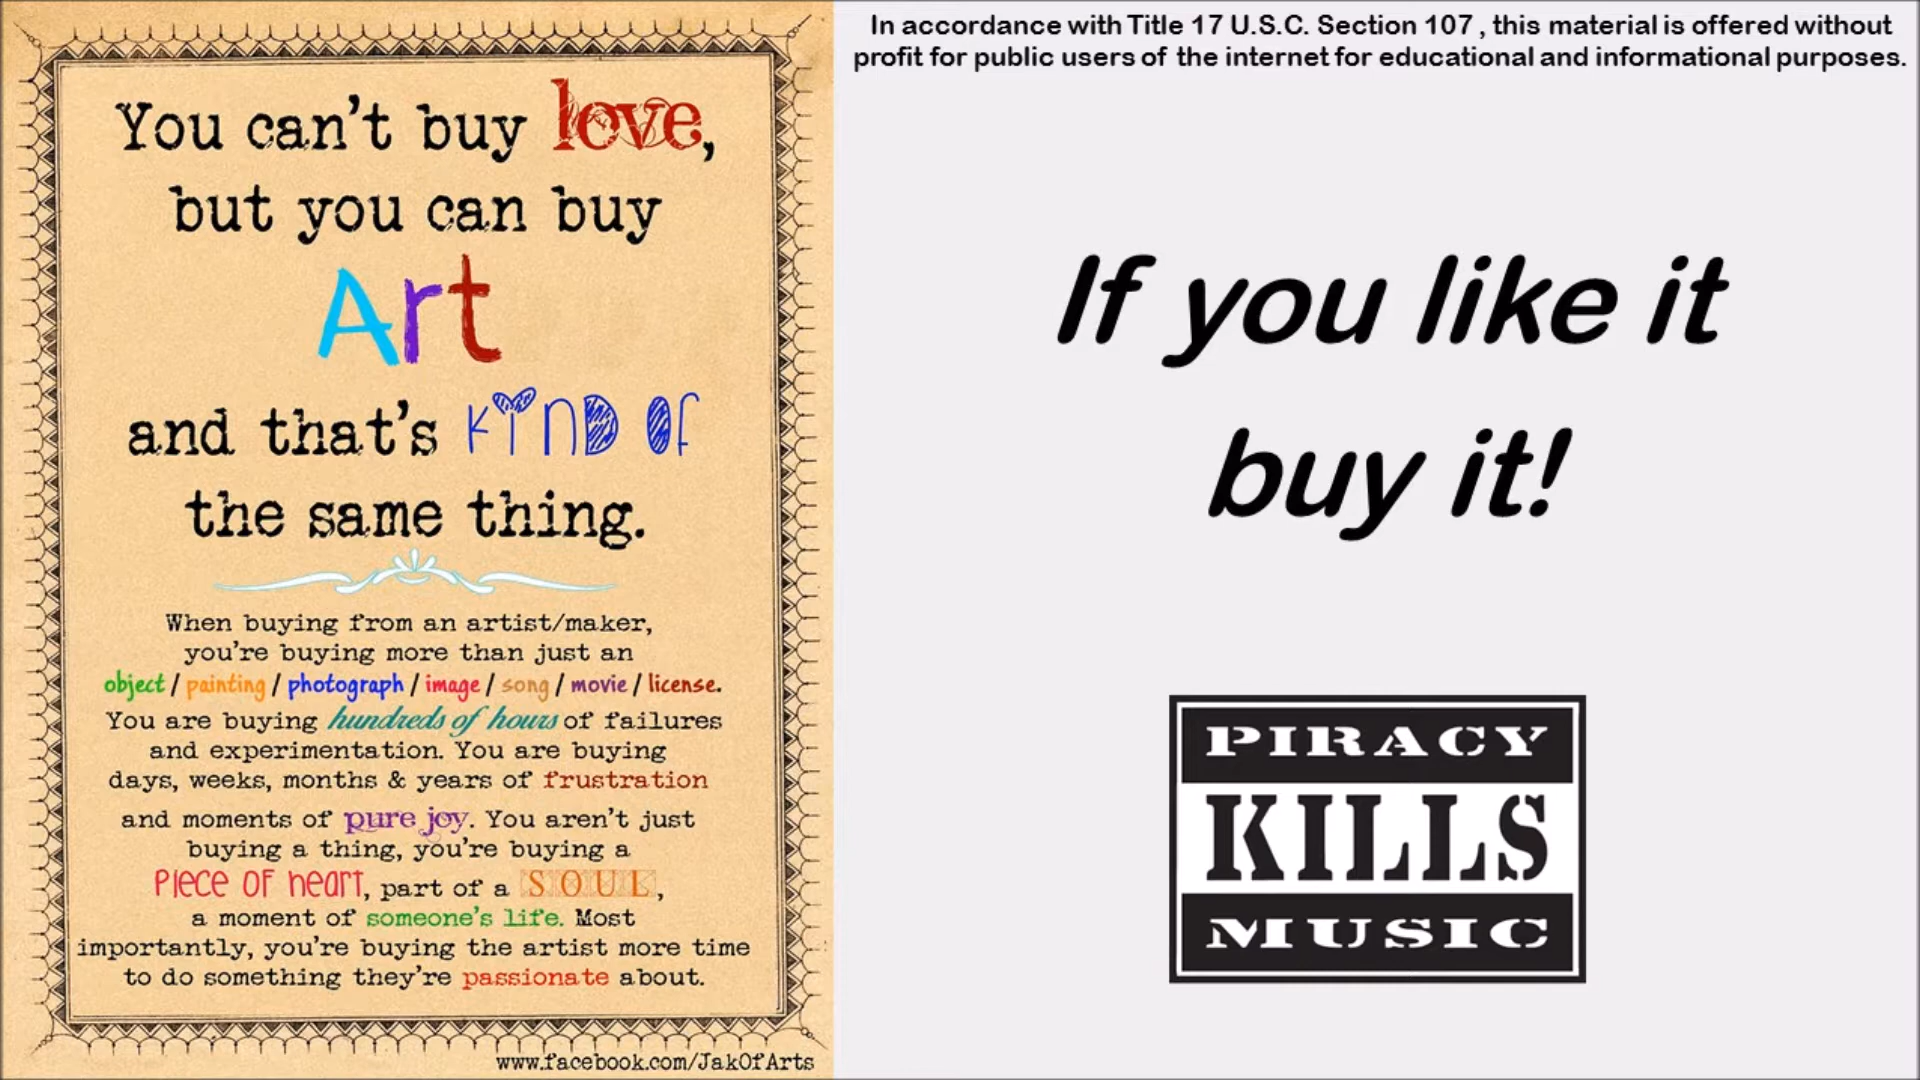 You can't buy love,
but you can buy
Art
and that's KIND OF
the same thing.
When buying from an artist/maker,
you're buying more than just an
object / painting / photograph / image / song / movie / license.
You are buying hundreds of hours of failures
and experimentation. You are buying
days, weeks, months & years of frustration
and moments of pure joy. You aren't just
buying a thing, you're buying a
Piece of heart, part of a SOUL,
a moment of someone's life. Most
importantly, you're buying the artist more time
to do something they're passionate about.
www.facebook.com/JakOfArts
In accordance with Title 17 U.S.C. Section 107 , this material is offered without
profit for public users of the internet for educational and informational purposes.
If you like it
buy it!
PIRACY
KILLS
MUSIC